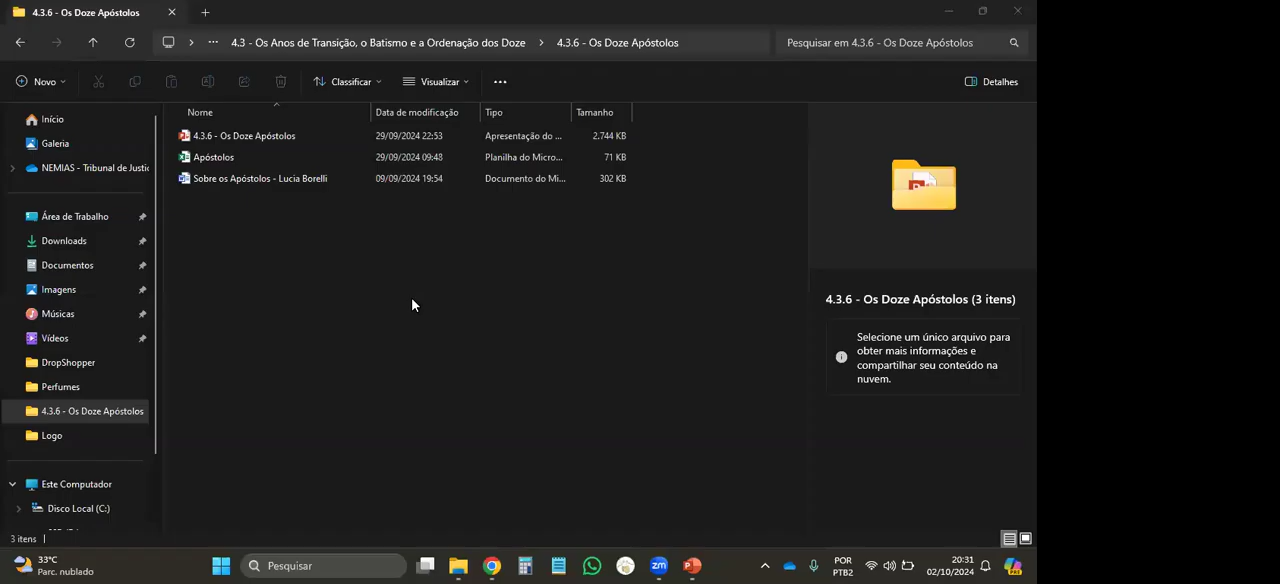 4.3.6 - Os Doze Apóstolos
4.3 - Os Anos de Transição, o Batismo e a Ordenação dos Doze
4.3.6 - Os Doze Apóstolos
Pesquisar em 4.3.6 - Os Doze Apóstolos
Novo
Classificar
Visualizar
Detalhes
Nome
Data de modificação
Tipo
Tamanho
4.3.6 - Os Doze Apóstolos
29/09/2024 22:53
Apresentação do ...
2.744 KB
Apóstolos
29/09/2024 09:48
Planilha do Micro...
71 KB
Sobre os Apóstolos - Lucia Borelli
09/09/2024 19:54
Documento do Mi...
302 KB
Início
Galeria
NEMIAS - Tribunal de Justic
Área de Trabalho
Downloads
Documentos
Imagens
Músicas
Vídeos
DropShopper
Perfumes
4.3.6 - Os Doze Apóstolos
Logo
Este Computador
Disco Local (C:)
4.3.6 - Os Doze Apóstolos (3 itens)
Selecione um único arquivo para
obter mais informações e
compartilhar seu conteúdo na
nuvem.
3 itens
33°C
Parc. nublado
Pesquisar
zm
POR
PTB2
20:31
02/10/2024